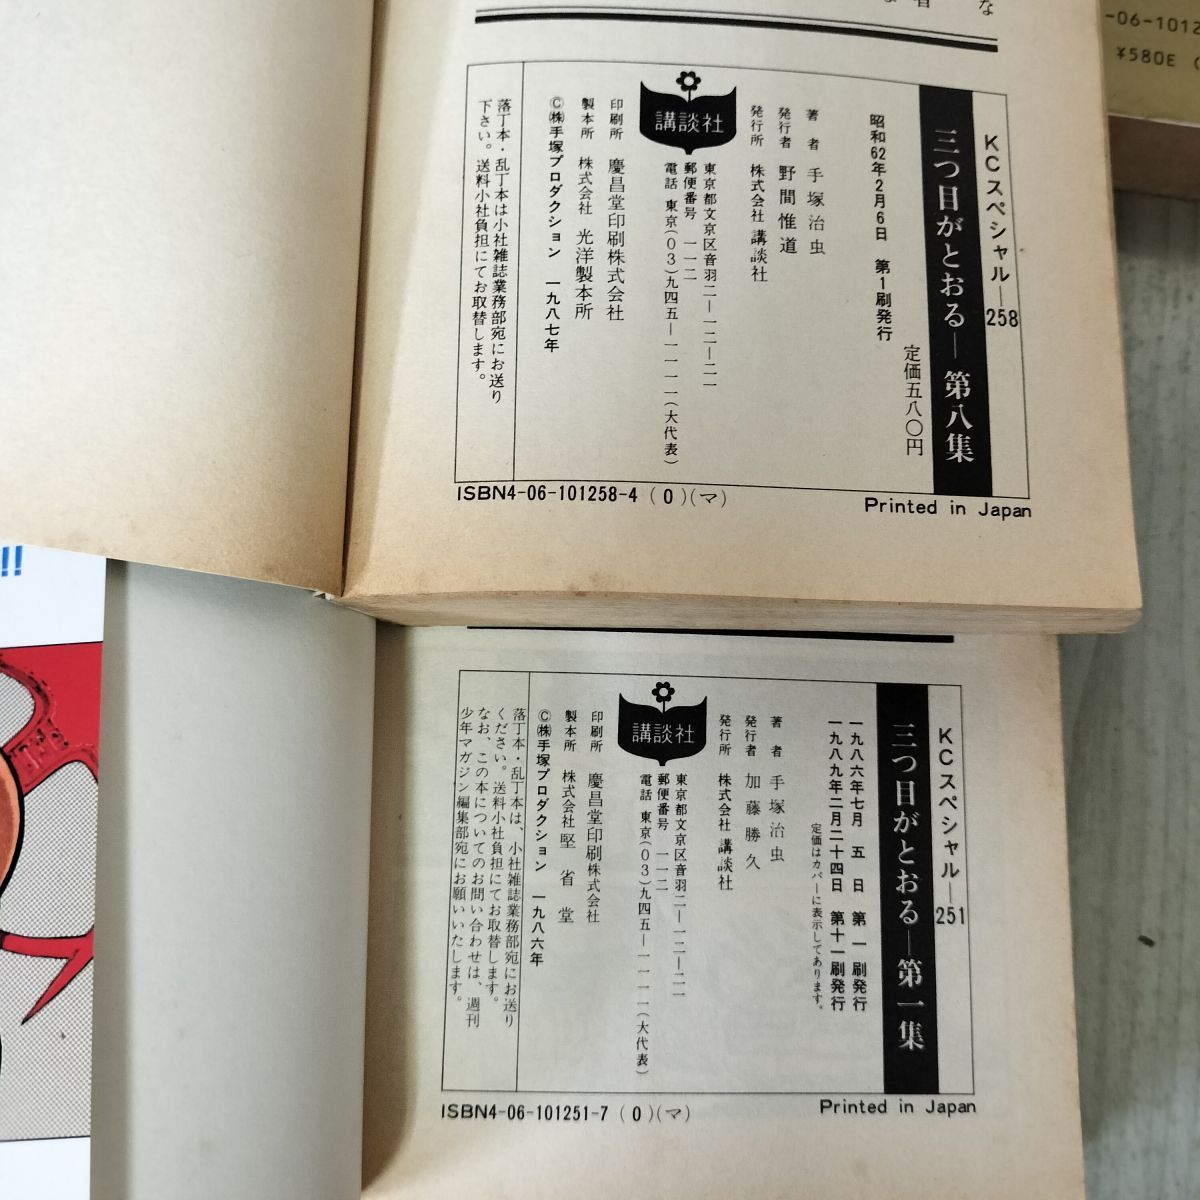 KCスペシャル—258
三つ目がとおる— 第八集
定価五八〇円
昭和62年2月6日 第1刷発行
著者 手塚治虫
発行者 野間惟道
発行所 株式会社 講談社
東京都文京区音羽二—一二—二一
郵便番号 一一二
電話 東京(03)九四五—一一一一(大代表)
講談社
印刷所 慶昌堂印刷株式会社
製本所 株式会社 光洋製本所
©㈱手塚プロダクション 一九八七年
落丁本・乱丁本は小社雑誌業務部宛にお送り
下さい。送料小社負担にてお取替します。
ISBN4-06-101258-4 (0)(マ)
Printed in Japan
-06-1012
¥580E (
!!
KCスペシャル—251
三つ目がとおる— 第一集
一九八六年七月 五 日 第 一 刷発行
一九八九年二月二十四日 第十一刷発行
定価はカバーに表示してあります。
著者 手塚治虫
発行者 加藤勝久
発行所 株式会社 講談社
東京都文京区音羽二—一二—二一
郵便番号 一一二
電話 東京(03)九四五—一一一一(大代表)
講談社
印刷所 慶昌堂印刷株式会社
製本所 株式会社 堅省堂
©㈱手塚プロダクション 一九八六年
落丁本・乱丁本は、小社雑誌業務部宛にお送り
ください。送料小社負担にてお取替します。
なお、この本についてのお問い合わせは、週刊
少年マガジン編集部宛にお願いいたします。
ISBN4-06-101251-7 (0)(マ)
Printed in Japan